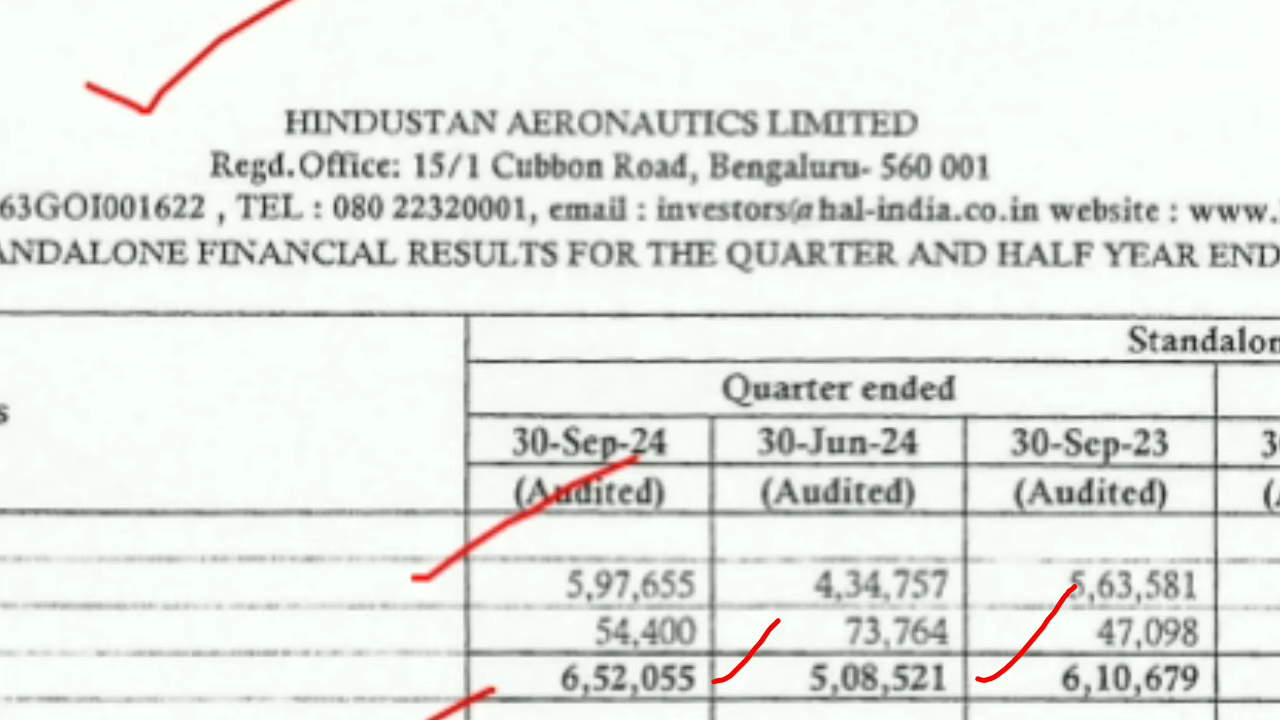 HINDUSTAN AERONAUTICS LIMITED
Regd.Office: 15/1 Cubbon Road, Bengaluru- 560 001
63GOI001622 , TEL : 080 22320001, email : investors@hal-india.co.in website : www.
ANDALONE FINANCIAL RESULTS FOR THE QUARTER AND HALF YEAR END
Standalon
Quarter ended
s
30-Sep-24 30-Jun-24 30-Sep-23 3
(Audited) (Audited) (Audited) (
5,97,655 4,34,757 5,63,581
54,400 73,764 47,098
6,52,055 5,08,521 6,10,679